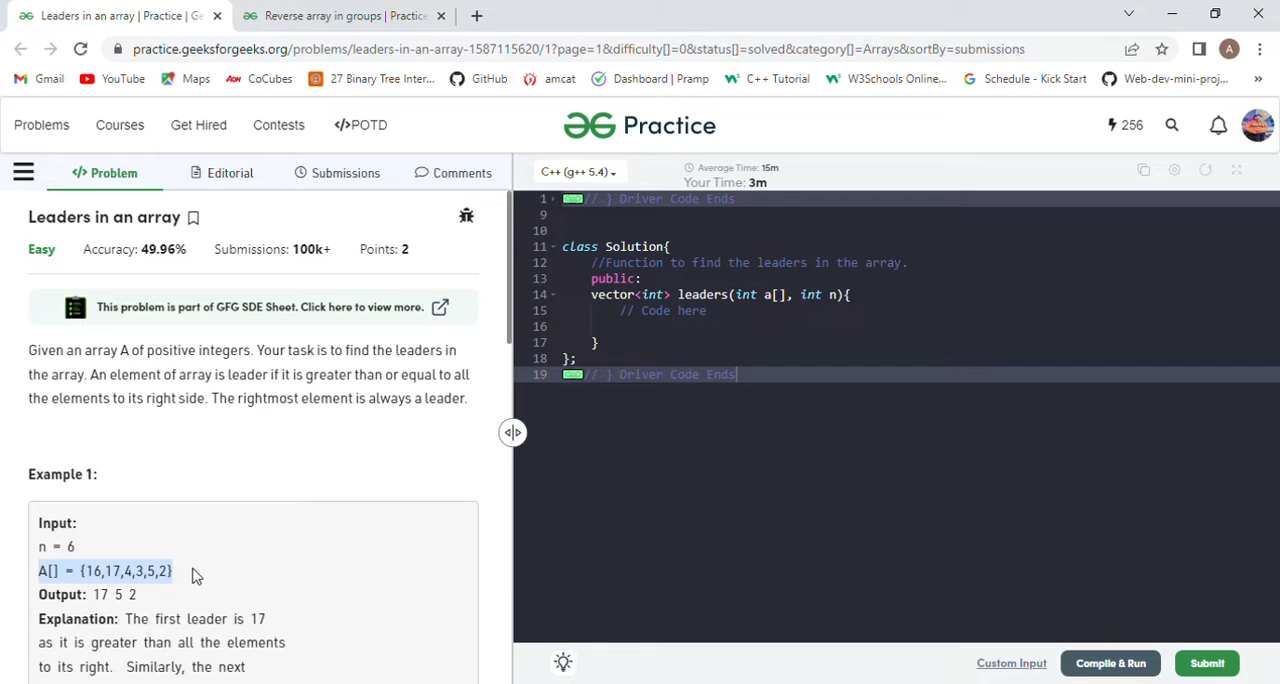 Leaders in an array | Practice | Ge
Reverse array in groups | Practice
practice.geeksforgeeks.org/problems/leaders-in-an-array-1587115620/1?page=1&difficulty[]=0&status[]=solved&category[]=Arrays&sortBy=submissions
A
Gmail YouTube Maps CoCubes 27 Binary Tree Inter... GitHub amcat Dashboard | Pramp C++ Tutorial W3Schools Onlin... Schedule - Kick Start Web-dev-mini-proj... »
Problems Courses Get Hired Contests </>POTD Practice 256
</> Problem Editorial Submissions Comments
C++ (g++ 5.4)
Average Time: 15m
Your Time: 3m
Leaders in an array
Easy Accuracy: 49.96% Submissions: 100k+ Points: 2
This problem is part of GFG SDE Sheet. Click here to view more.
Given an array A of positive integers. Your task is to find the leaders in
the array. An element of array is leader if it is greater than or equal to all
the elements to its right side. The rightmost element is always a leader.
Example 1:
Input:
n = 6
A[] = {16,17,4,3,5,2}
Output: 17 5 2
Explanation: The first leader is 17
as it is greater than all the elements
to its right. Similarly, the next
1 // } Driver Code Ends
9
10
11 class Solution{
12 //Function to find the leaders in the array.
13 public:
14 vector<int> leaders(int a[], int n){
15 // Code here
16
17 }
18 };
19 // } Driver Code Ends
Custom Input Compile & Run Submit